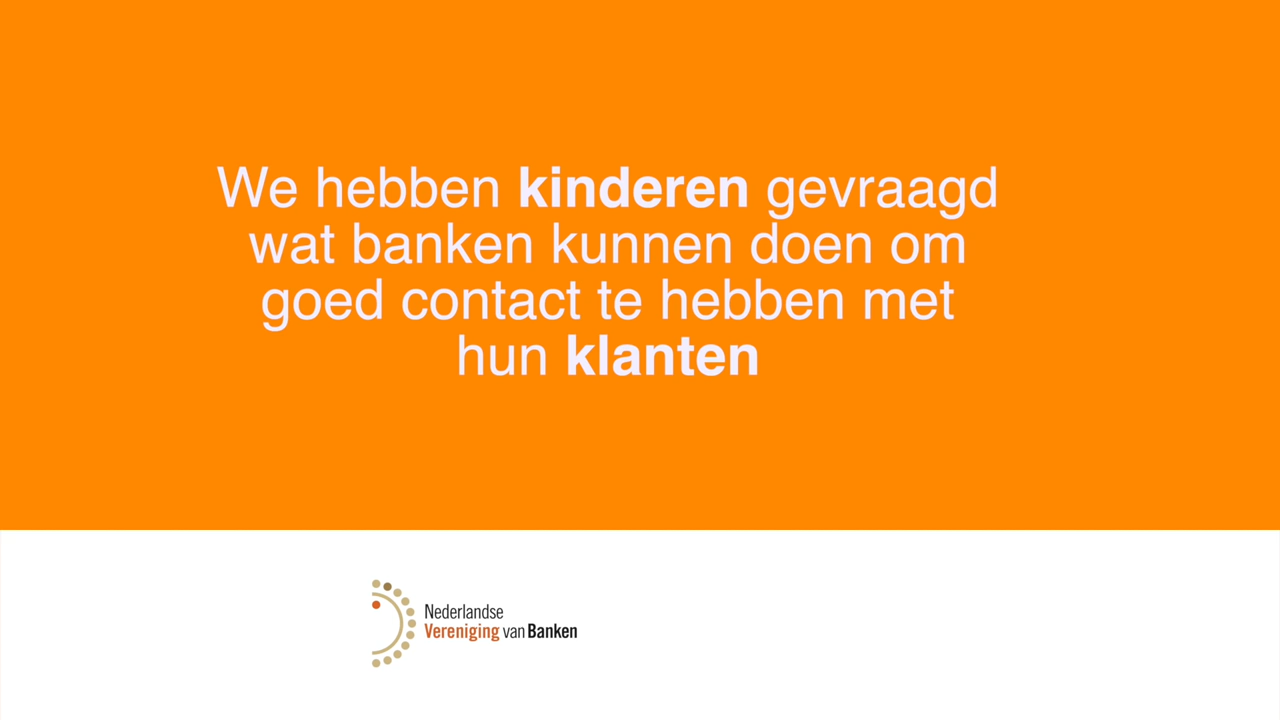 We hebben kinderen gevraagd
wat banken kunnen doen om
goed contact te hebben met
hun klanten
Nederlandse
Vereniging van Banken